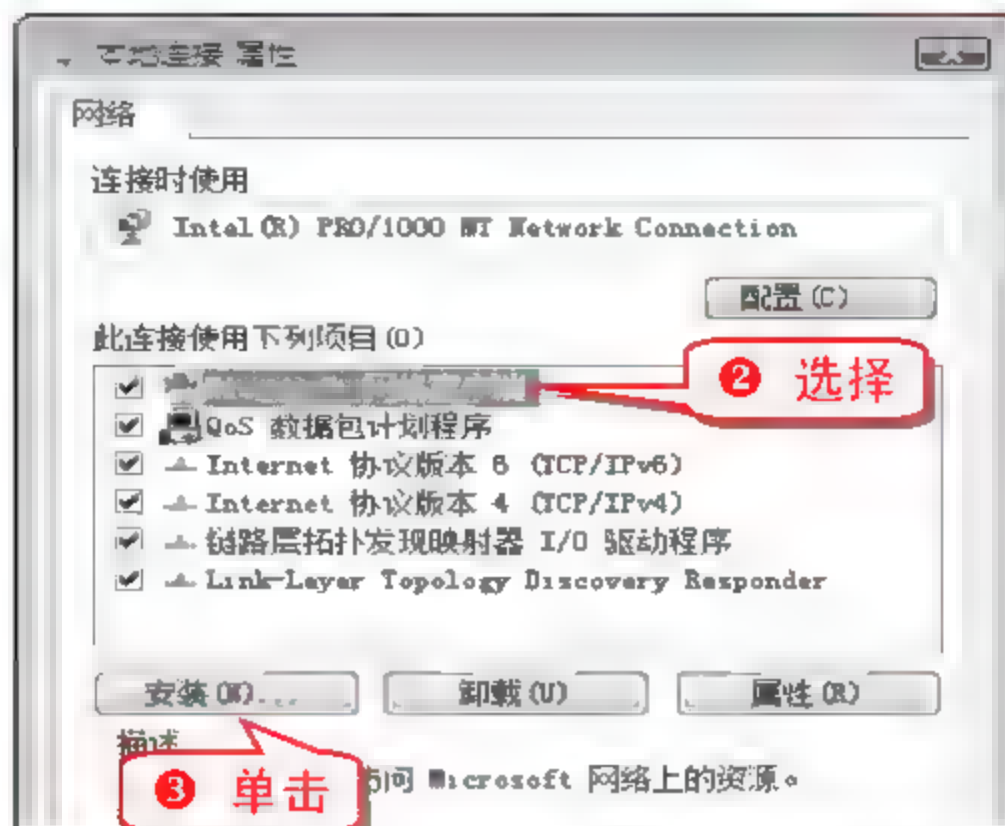 本地连接 属性
网络
连接时使用
Intel(R) PRO/1000 MT Network Connection
配置(C)
此连接使用下列项目(O)
❷ 选择
QoS 数据包计划程序
Internet 协议版本 6 (TCP/IPv6)
Internet 协议版本 4 (TCP/IPv4)
链路层拓扑发现映射器 I/O 驱动程序
Link-Layer Topology Discovery Responder
安装(N)... 卸载(U) 属性(R)
描述
❸ 单击 访问 Microsoft 网络上的资源。